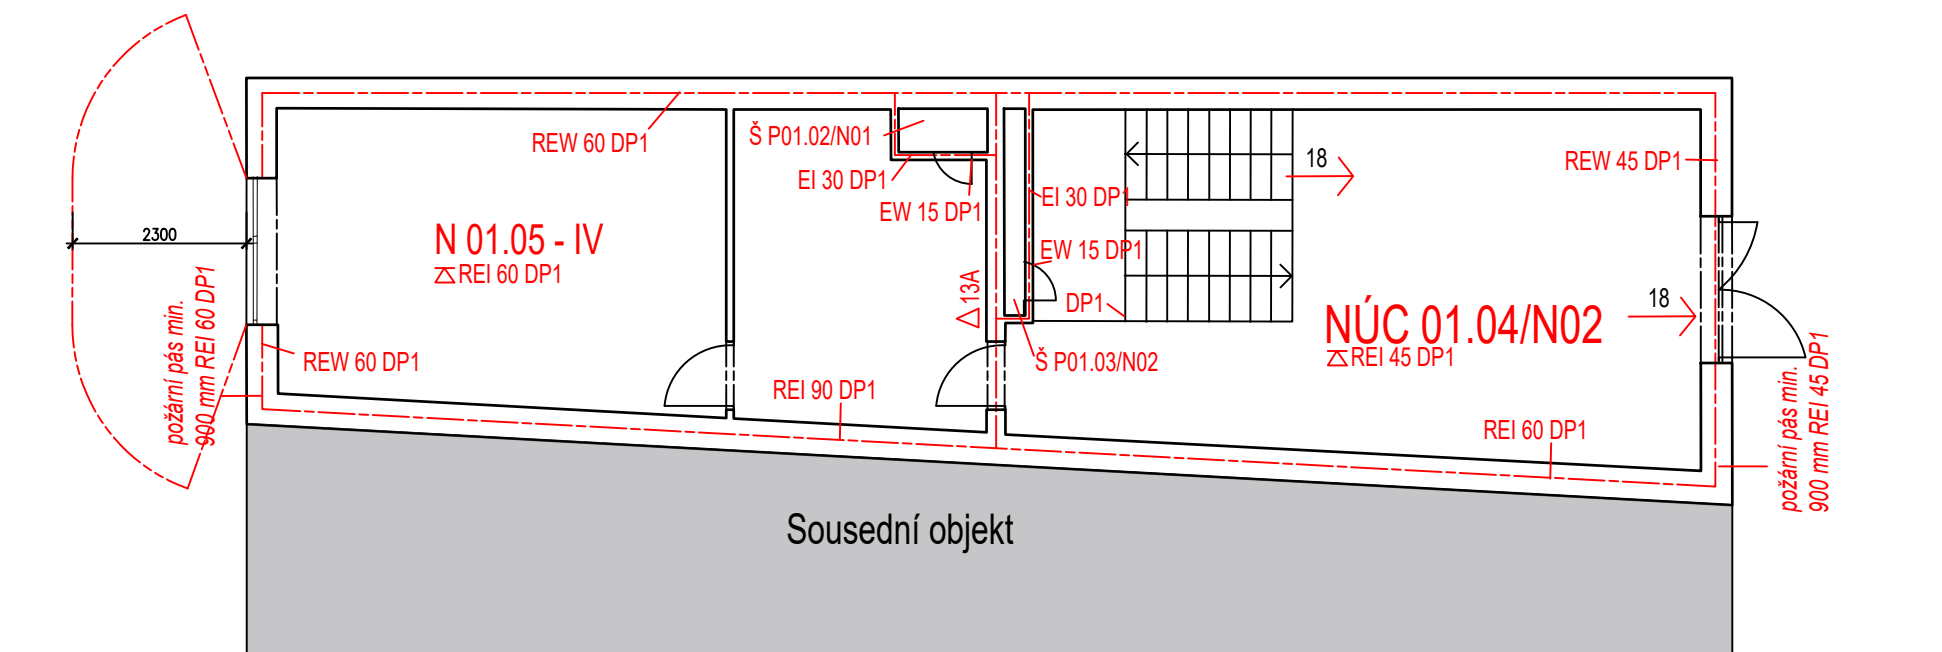 REW 60 DP1
Š P01.02/N01
EI 30 DP1
EW 15 DP1
18
REW 45 DP1
EI 30 DP1
2300
N 01.05 - IV
REI 60 DP1
EW 15 DP1
požární pás min.
900 mm REI 60 DP1
13A
DP1
18
NÚC 01.04/N02
REI 45 DP1
REW 60 DP1
Š P01.03/N02
REI 90 DP1
REI 60 DP1
požární pás min.
900 mm REI 45 DP1
Sousední objekt